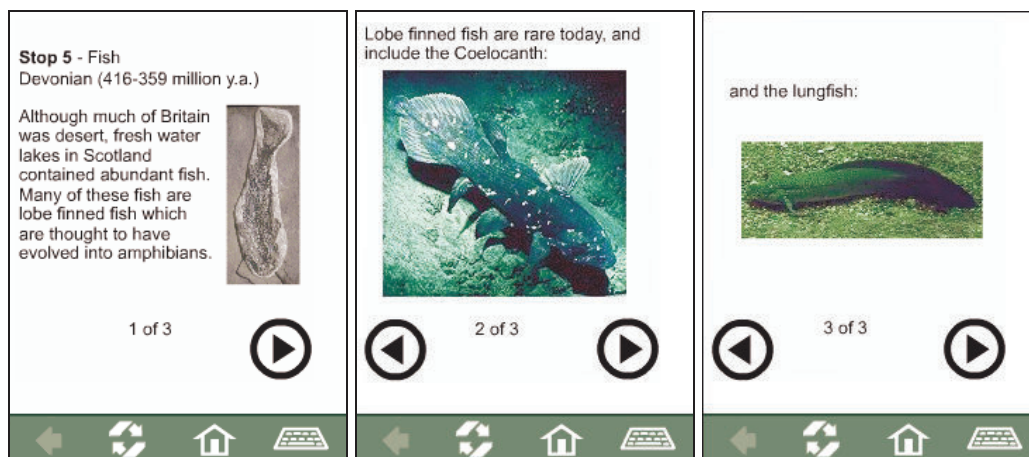 Stop 5 - Fish
Devonian (416-359 million y.a.)
Although much of Britain
was desert, fresh water
lakes in Scotland
contained abundant fish.
Many of these fish are
lobe finned fish which
are thought to have
evolved into amphibians.
1 of 3
Lobe finned fish are rare today, and
include the Coelocanth:
2 of 3
and the lungfish:
3 of 3